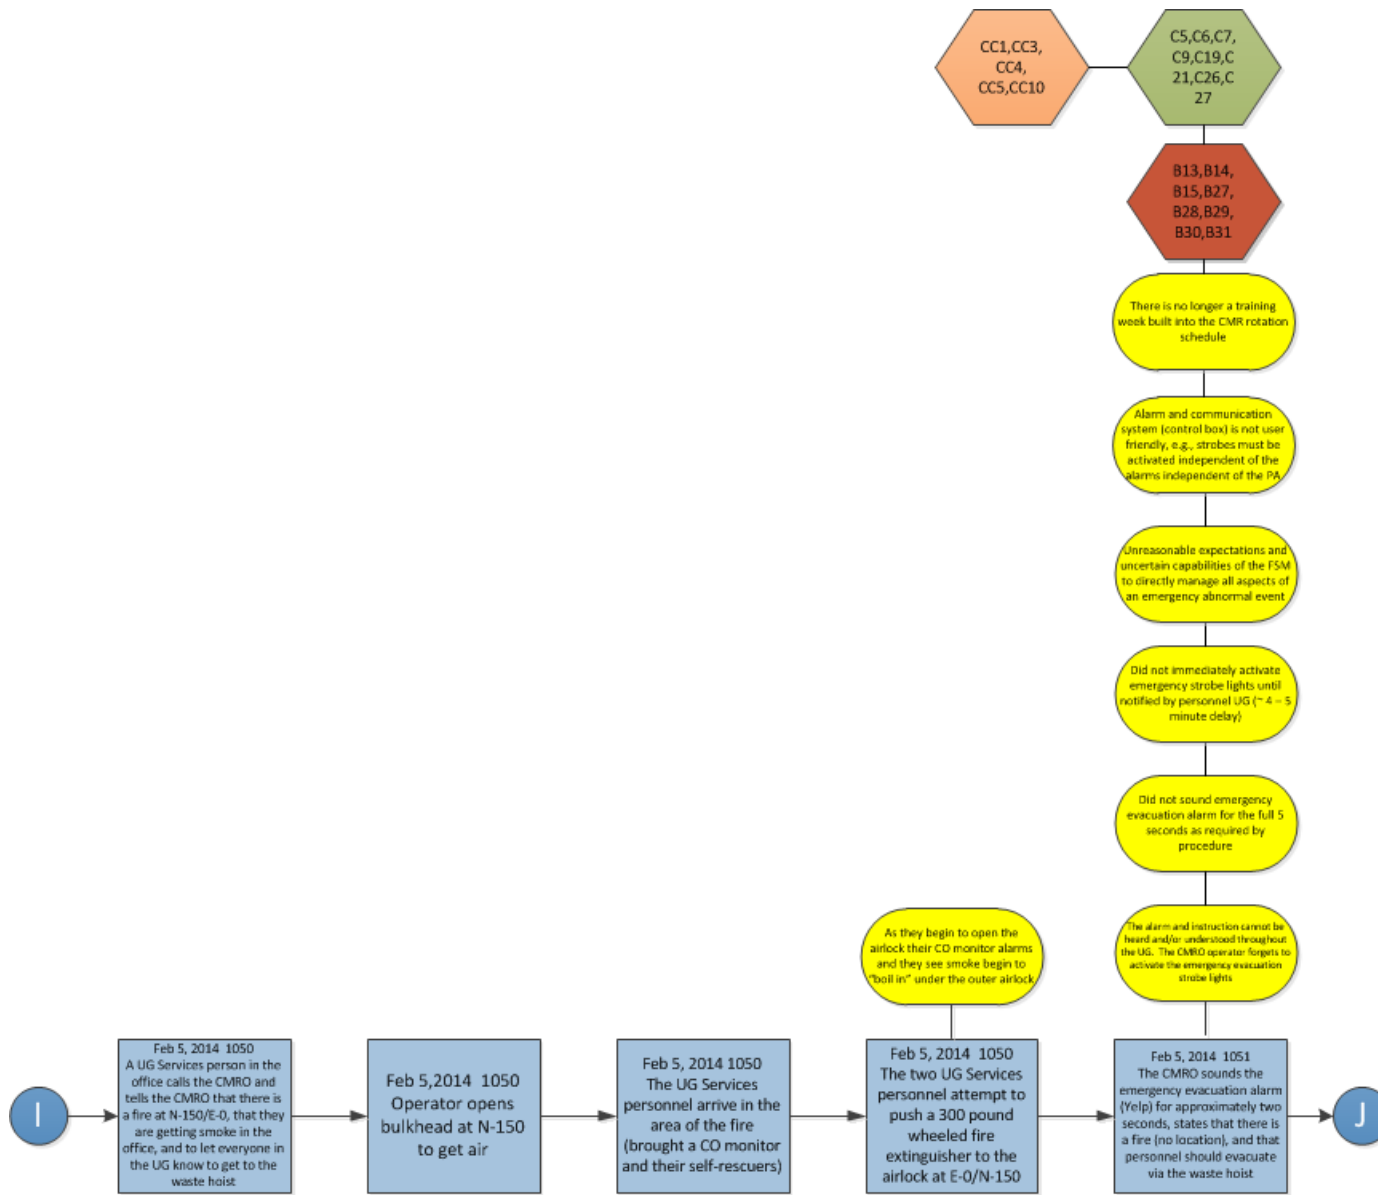 CC1,CC3,
CC4,
CC5,CC10
C5,C6,C7,
C9,C19,C
21,C26,C
27
B13,B14,
B15,B27,
B28,B29,
B30,B31
There is no longer a training
week built into the CMR rotation
schedule
Alarm and communication
system (control box) is not user
friendly, e.g., strobes must be
activated independent of the
alarms independent of the PA
Unreasonable expectations and
uncertain capabilities of the FSM
to directly manage all aspects of
an emergency abnormal event
Did not immediately activate
emergency strobe lights until
notified by personnel UG (~ 4 – 5
minute delay)
Did not sound emergency
evacuation alarm for the full 5
seconds as required by
procedure
As they begin to open the
airlock their CO monitor alarms
and they see smoke begin to
"boil in" under the outer airlock
The alarm and instruction cannot be
heard and/or understood throughout
the UG.  The CMRO operator forgets to
activate the emergency evacuation
strobe lights
I
Feb 5, 2014  1050
A UG Services person in the
office calls the CMRO and
tells the CMRO that there is
a fire at N-150/E-0, that they
are getting smoke in the
office, and to let everyone in
the UG know to get to the
waste hoist
Feb 5,2014  1050
Operator opens
bulkhead at N-150
to get air
Feb 5, 2014 1050
The UG Services
personnel arrive in the
area of the fire
(brought a CO monitor
and their self-rescuers)
Feb 5, 2014  1050
The two UG Services
personnel attempt to
push a 300 pound
wheeled fire
extinguisher to the
airlock at E-0/N-150
Feb 5, 2014  1051
The CMRO sounds the
emergency evacuation alarm
(Yelp) for approximately two
seconds, states that there is
a fire (no location), and that
personnel should evacuate
via the waste hoist
J